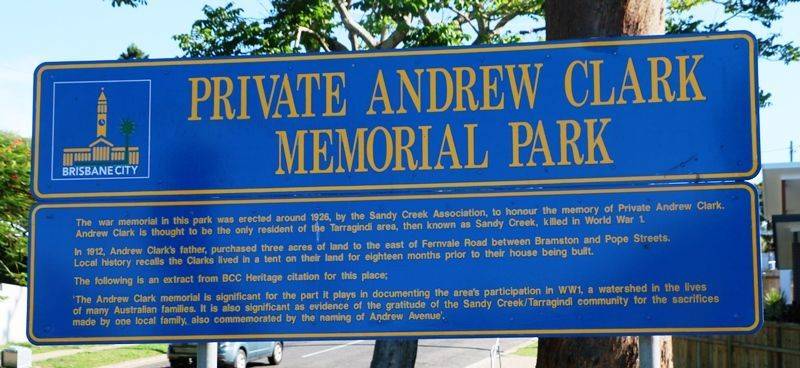 PRIVATE ANDREW CLARK
MEMORIAL PARK
BRISBANE CITY
The war memorial in this park was erected around 1926, by the Sandy Creek Association, to honour the memory of Private Andrew Clark.
Andrew Clark is thought to be the only resident of the Tarragindi area, then known as Sandy Creek, killed in World War 1.
In 1912, Andrew Clark's father, purchased three acres of land to the east of Fernvale Road between Bramston and Pope Streets.
Local history recalls the Clarks lived in a tent on their land for eighteen months prior to their house being built.
The following is an extract from BCC Heritage citation for this place;
'The Andrew Clark memorial is significant for the part it plays in documenting the area's participation in WW1, a watershed in the lives
of many Australian families. It is also significant as evidence of the gratitude of the Sandy Creek/Tarragindi community for the sacrifices
made by one local family, also commemorated by the naming of Andrew Avenue'.